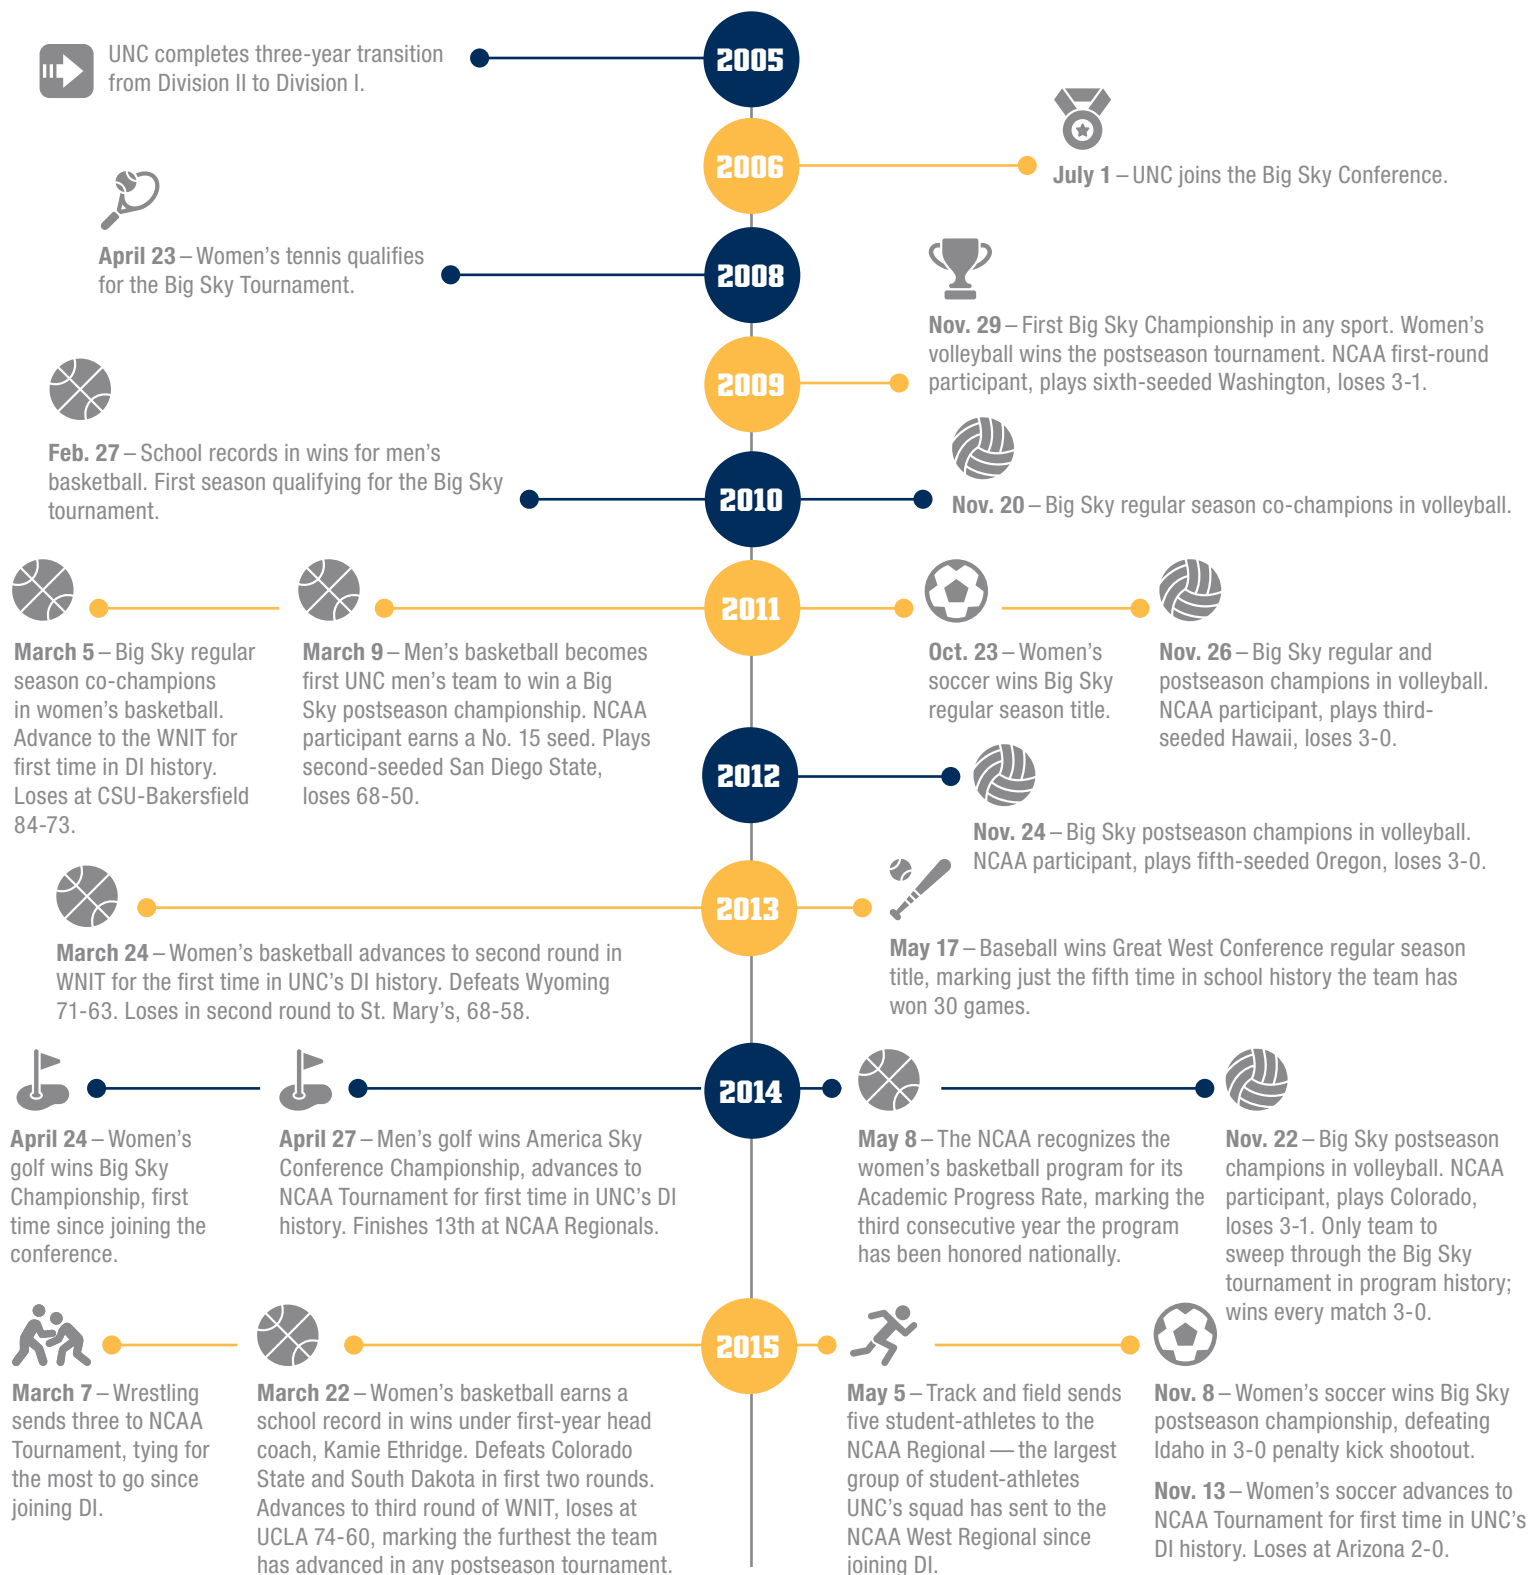 UNC completes three-year transition
from Division II to Division I.
2005
2006
July 1 – UNC joins the Big Sky Conference.
April 23 – Women's tennis qualifies
for the Big Sky Tournament.
2008
Nov. 29 – First Big Sky Championship in any sport. Women's
volleyball wins the postseason tournament. NCAA first-round
participant, plays sixth-seeded Washington, loses 3-1.
2009
Feb. 27 – School records in wins for men's
basketball. First season qualifying for the Big Sky
tournament.
2010
Nov. 20 – Big Sky regular season co-champions in volleyball.
2011
March 5 – Big Sky regular
season co-champions
in women's basketball.
Advance to the WNIT for
first time in DI history.
Loses at CSU-Bakersfield
84-73.
March 9 – Men's basketball becomes
first UNC men's team to win a Big
Sky postseason championship. NCAA
participant earns a No. 15 seed. Plays
second-seeded San Diego State,
loses 68-50.
Oct. 23 – Women's
soccer wins Big Sky
regular season title.
Nov. 26 – Big Sky regular and
postseason champions in volleyball.
NCAA participant, plays third-
seeded Hawaii, loses 3-0.
2012
Nov. 24 – Big Sky postseason champions in volleyball.
NCAA participant, plays fifth-seeded Oregon, loses 3-0.
2013
March 24 – Women's basketball advances to second round in
WNIT for the first time in UNC's DI history. Defeats Wyoming
71-63. Loses in second round to St. Mary's, 68-58.
May 17 – Baseball wins Great West Conference regular season
title, marking just the fifth time in school history the team has
won 30 games.
2014
April 24 – Women's
golf wins Big Sky
Championship, first
time since joining the
conference.
April 27 – Men's golf wins America Sky
Conference Championship, advances to
NCAA Tournament for first time in UNC's DI
history. Finishes 13th at NCAA Regionals.
May 8 – The NCAA recognizes the
women's basketball program for its
Academic Progress Rate, marking the
third consecutive year the program
has been honored nationally.
Nov. 22 – Big Sky postseason
champions in volleyball. NCAA
participant, plays Colorado,
loses 3-1. Only team to
sweep through the Big Sky
tournament in program history;
wins every match 3-0.
2015
March 7 – Wrestling
sends three to NCAA
Tournament, tying for
the most to go since
joining DI.
March 22 – Women's basketball earns a
school record in wins under first-year head
coach, Kamie Ethridge. Defeats Colorado
State and South Dakota in first two rounds.
Advances to third round of WNIT, loses at
UCLA 74-60, marking the furthest the team
has advanced in any postseason tournament.
May 5 – Track and field sends
five student-athletes to the
NCAA Regional — the largest
group of student-athletes
UNC's squad has sent to the
NCAA West Regional since
joining DI.
Nov. 8 – Women's soccer wins Big Sky
postseason championship, defeating
Idaho in 3-0 penalty kick shootout.
Nov. 13 – Women's soccer advances to
NCAA Tournament for first time in UNC's
DI history. Loses at Arizona 2-0.